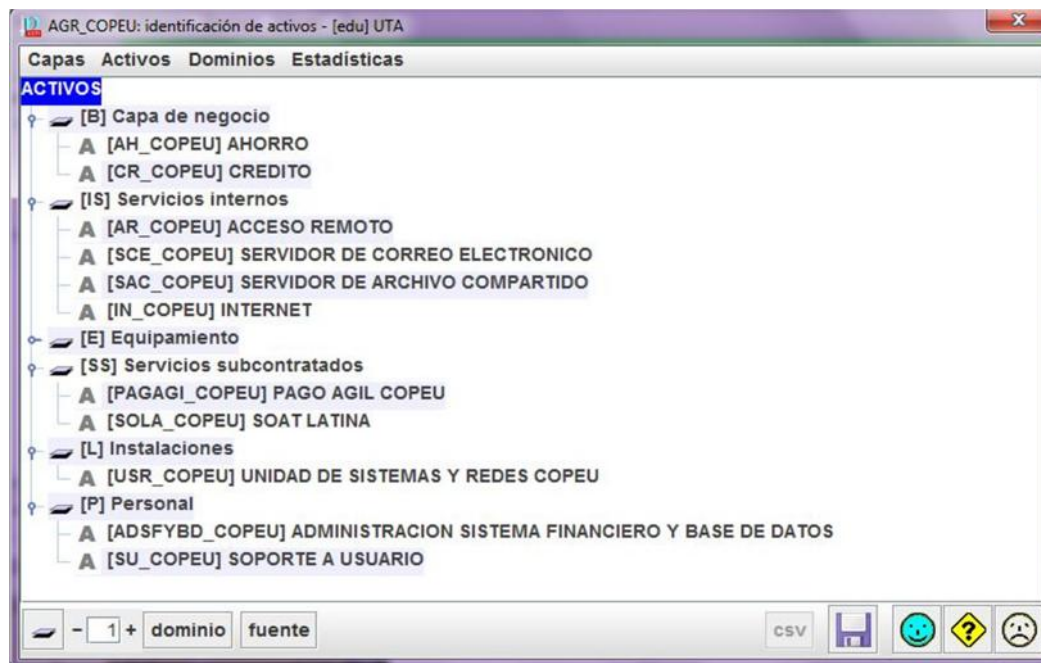 AGR_COPEU: identificación de activos - [edu] UTA
Capas Activos Dominios Estadísticas
ACTIVOS
[B] Capa de negocio
A [AH_COPEU] AHORRO
A [CR_COPEU] CREDITO
[IS] Servicios internos
A [AR_COPEU] ACCESO REMOTO
A [SCE_COPEU] SERVIDOR DE CORREO ELECTRONICO
A [SAC_COPEU] SERVIDOR DE ARCHIVO COMPARTIDO
A [IN_COPEU] INTERNET
[E] Equipamiento
[SS] Servicios subcontratados
A [PAGAGI_COPEU] PAGO AGIL COPEU
A [SOLA_COPEU] SOAT LATINA
[L] Instalaciones
A [USR_COPEU] UNIDAD DE SISTEMAS Y REDES COPEU
[P] Personal
A [ADSFYBD_COPEU] ADMINISTRACION SISTEMA FINANCIERO Y BASE DE DATOS
A [SU_COPEU] SOPORTE A USUARIO
- 1 + dominio fuente csv ?